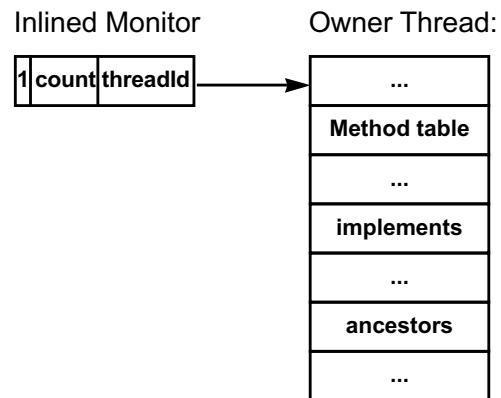 Inlined Monitor
Owner Thread:
1 count threadId
...
Method table
...
implements
...
ancestors
...